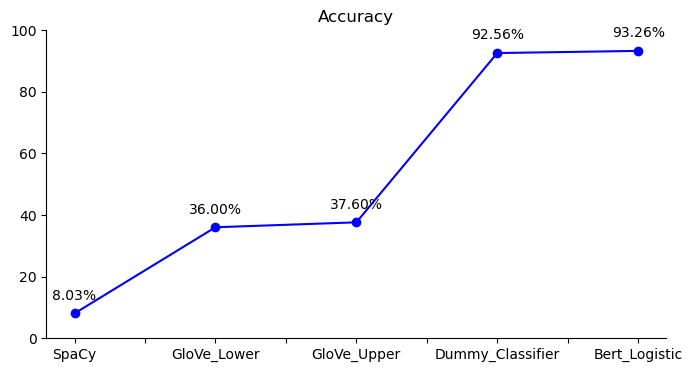 Accuracy
100
80
60
40
20
0
8.03%
36.00%
37.60%
92.56%
93.26%
SpaCy
GloVe_Lower
GloVe_Upper
Dummy_Classifier
Bert_Logistic